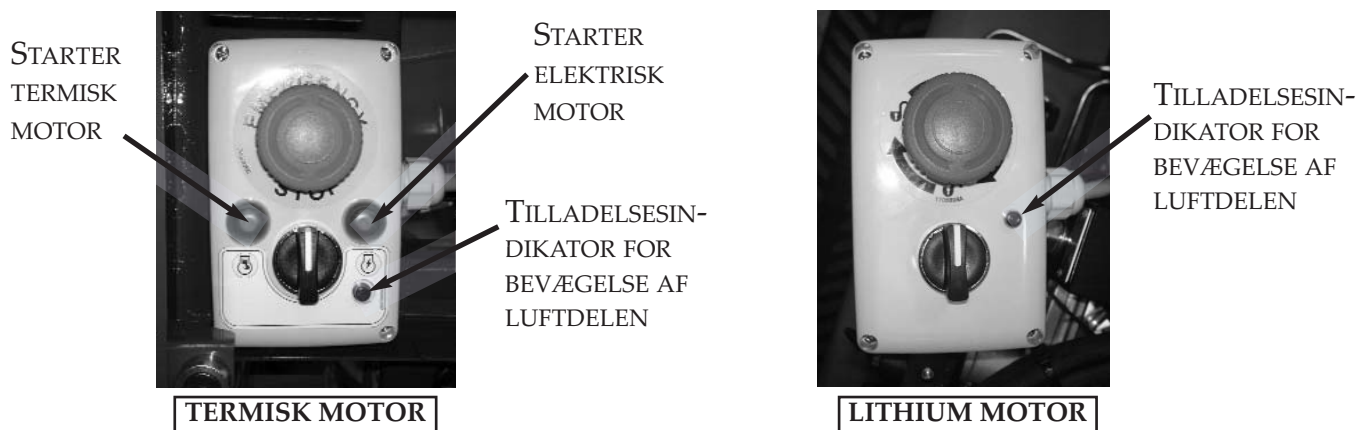 STARTER
TERMISK
MOTOR
STARTER
ELEKTRISK
MOTOR
TILLADELSESIN-
DIKATOR FOR
BEVÆGELSE AF
LUFTDELEN
STOP
TERMISK MOTOR
TILLADELSESIN-
DIKATOR FOR
BEVÆGELSE AF
LUFTDELEN
LITHIUM MOTOR